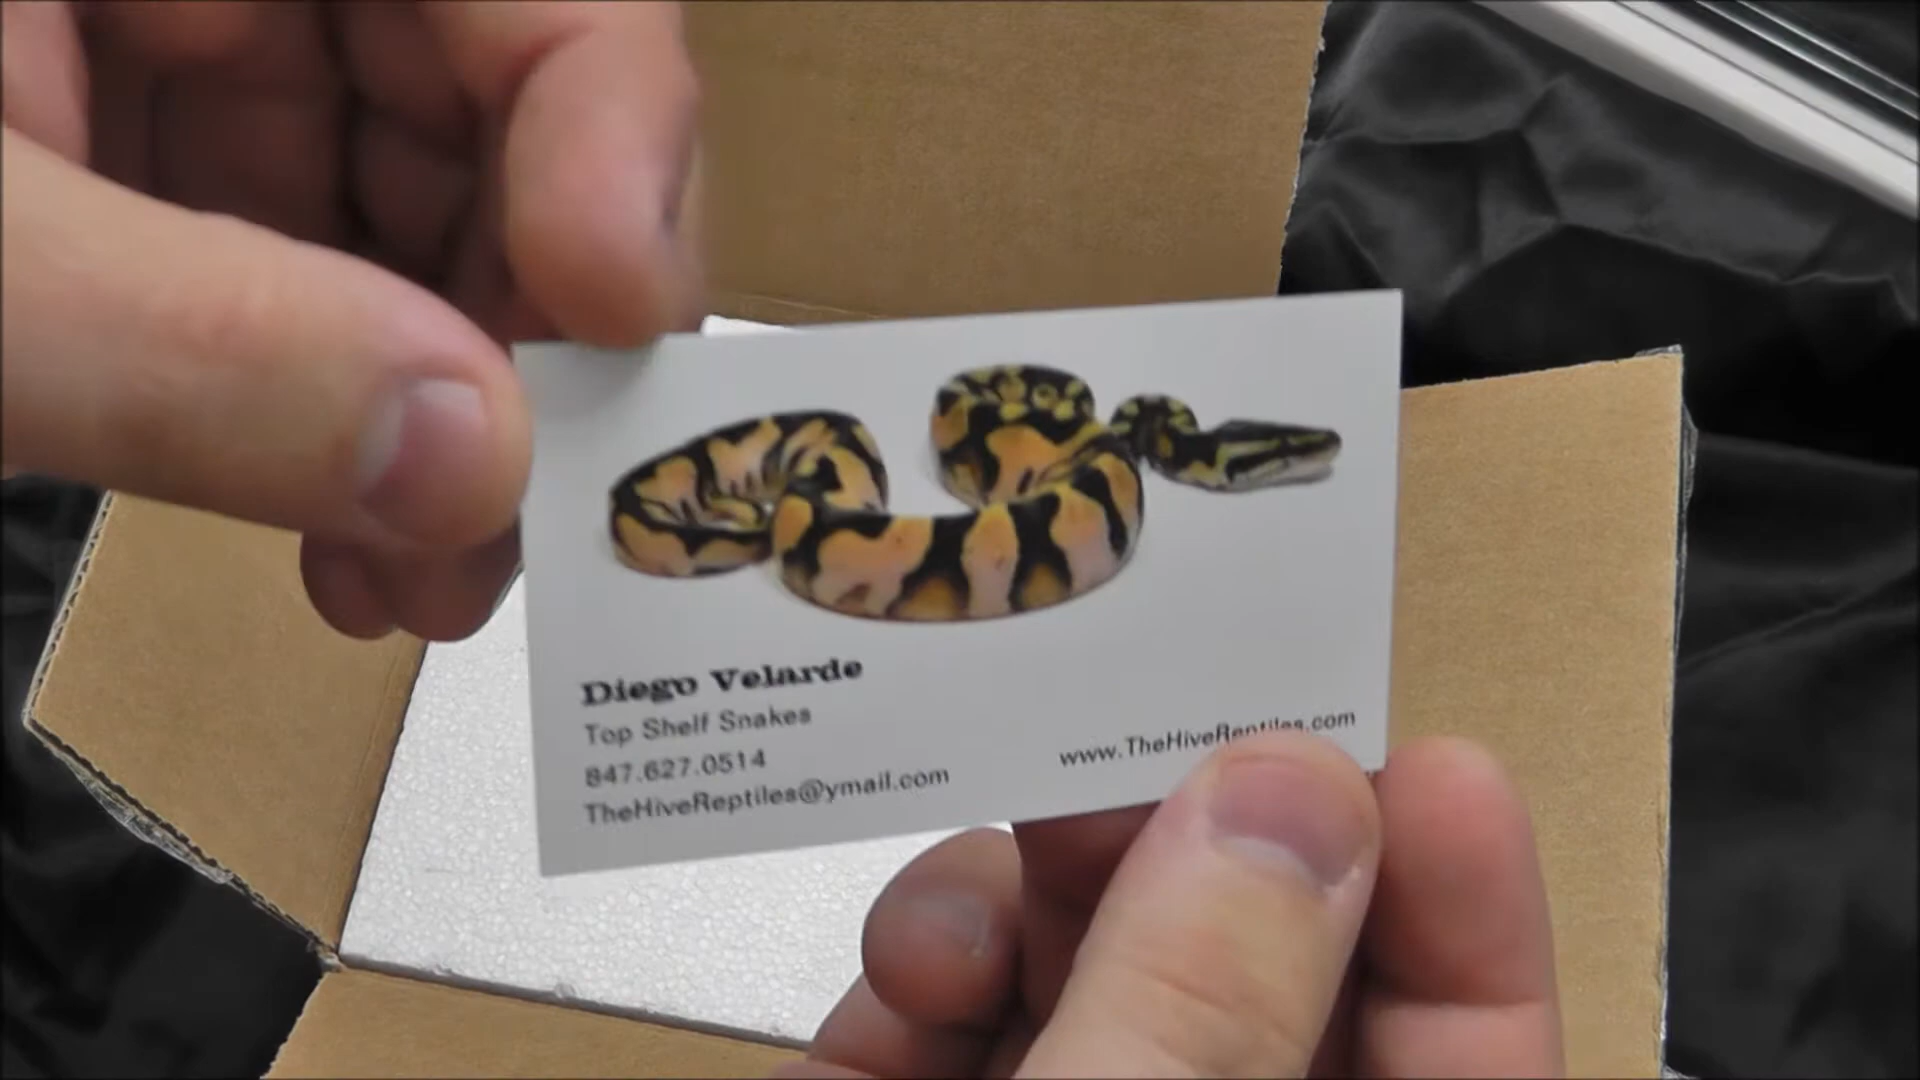 Diego Velarde
Top Shelf Snakes
847.627.0514
TheHiveReptiles@ymail.com
www.TheHiveReptiles.com